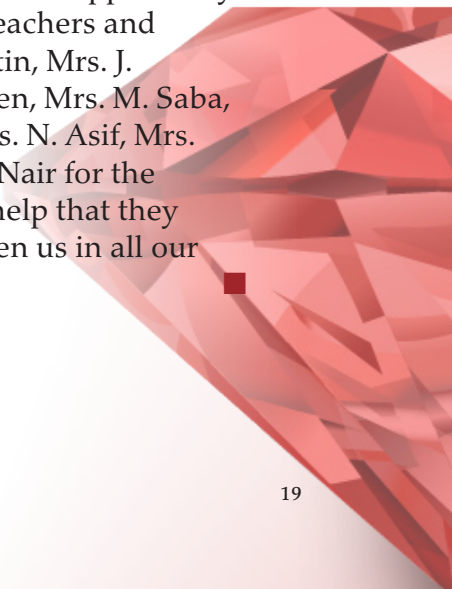 eachers and
tin, Mrs. J.
en, Mrs. M. Saba,
s. N. Asif, Mrs.
Nair for the
help that they
en us in all our
19